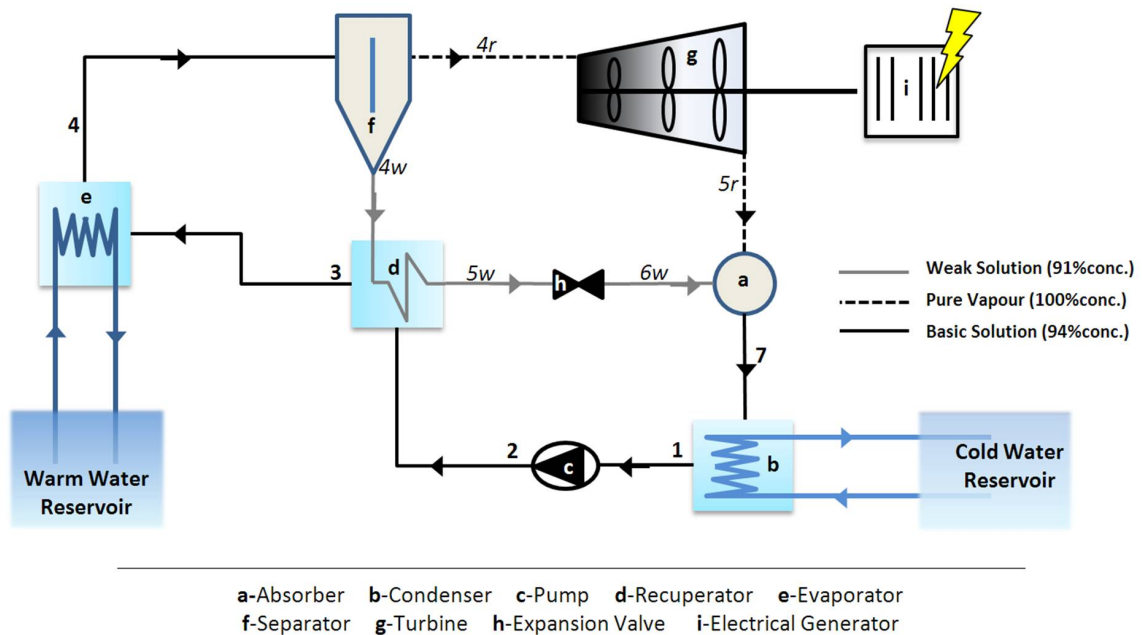 4r
g
i
4
f
4w
5r
e
3
d
5w
h
6w
a
Weak Solution (91%conc.)
Pure Vapour (100%conc.)
Basic Solution (94%conc.)
7
Warm Water
Reservoir
2
c
1
b
Cold Water
Reservoir
a-Absorber b-Condenser c-Pump d-Recuperator e-Evaporator
f-Separator g-Turbine h-Expansion Valve i-Electrical Generator